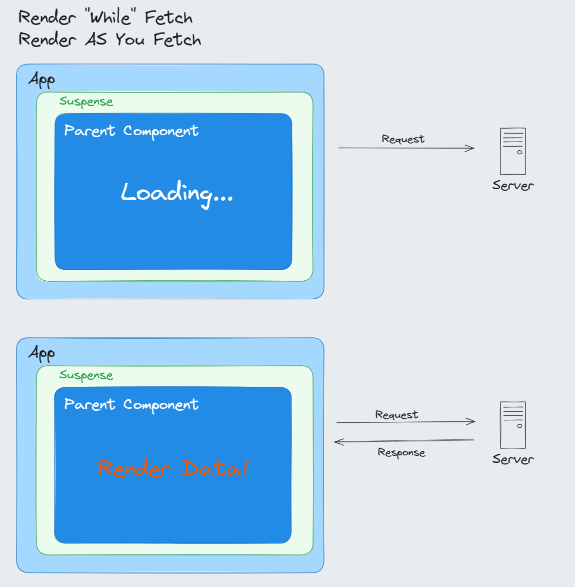 Render "While" Fetch
Render AS You Fetch
App
Suspense
Parent Component
Loading...
Request
Server
App
Suspense
Parent Component
Render Data!
Request
Response
Server